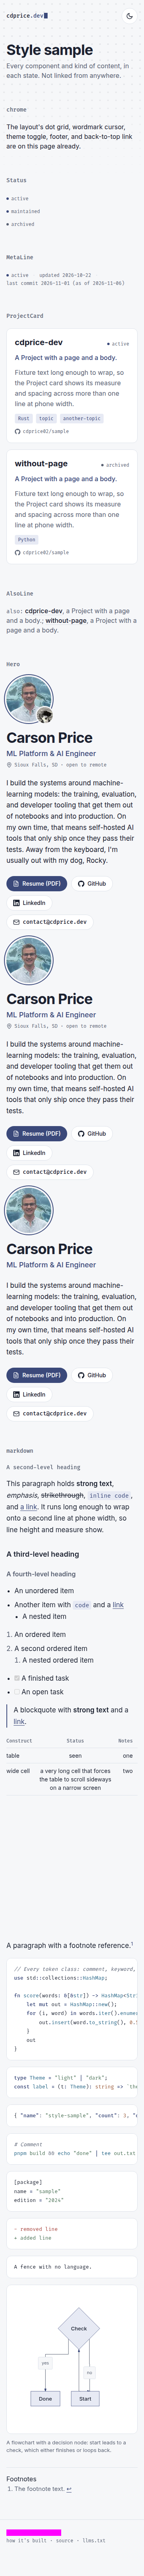 cdprice.dev
Style sample
Every component and kind of content, in
each state. Not linked from anywhere.
chrome
The layout's dot grid, wordmark cursor,
theme toggle, footer, and back-to-top link
are on this page already.
Status
active
maintained
archived
MetaLine
active · updated 2026-10-22
last commit 2026-11-01 (as of 2026-11-06)
ProjectCard
cdprice-dev
active
A Project with a page and a body.
Fixture text long enough to wrap, so
the Project card shows its measure
and spacing across more than one
line at phone width.
Rust topic another-topic
cdprice02/sample
without-page
archived
A Project with a page and a body.
Fixture text long enough to wrap, so
the Project card shows its measure
and spacing across more than one
line at phone width.
Python
cdprice02/sample
AlsoLine
also: cdprice-dev, a Project with a page
and a body.; without-page, a Project with a
page and a body.
Hero
Carson Price
ML Platform & AI Engineer
Sioux Falls, SD · open to remote
I build the systems around machine-
learning models: the training, evaluation,
and developer tooling that get them out
of notebooks and into production. On
my own time, that means self-hosted AI
tools that only ship once they pass their
tests. Away from the keyboard, I'm
usually out with my dog, Rocky.
Resume (PDF)
GitHub
LinkedIn
contact@cdprice.dev
Carson Price
ML Platform & AI Engineer
Sioux Falls, SD · open to remote
I build the systems around machine-
learning models: the training, evaluation,
and developer tooling that get them out
of notebooks and into production. On
my own time, that means self-hosted AI
tools that only ship once they pass their
tests.
Resume (PDF)
GitHub
LinkedIn
contact@cdprice.dev
Carson Price
ML Platform & AI Engineer
I build the systems around machine-
learning models: the training, evaluation,
and developer tooling that get them out
of notebooks and into production. On
my own time, that means self-hosted AI
tools that only ship once they pass their
tests.
Resume (PDF)
GitHub
LinkedIn
contact@cdprice.dev
markdown
A second-level heading
This paragraph holds strong text,
emphasis, strikethrough, inline code,
and a link. It runs long enough to wrap
onto a second line at phone width, so
line height and measure show.
A third-level heading
A fourth-level heading
An unordered item
Another item with code and a link
A nested item
1. An ordered item
2. A second ordered item
1. A nested ordered item
A finished task
An open task
A blockquote with strong text and a
link.
Construct Status Notes
table seen one
wide cell a very long cell that forces two
the table to scroll sideways
on a narrow screen
A paragraph with a footnote reference.1
// Every token class: comment, keyword,
use std::collections::HashMap;
fn score(words: &[&str]) -> HashMap<Str
let mut out = HashMap::new();
for (i, word) in words.iter().enume
out.insert(word.to_string(), 0.
}
out
}
type Theme = "light" | "dark";
const label = (t: Theme): string => `the
{ "name": "style-sample", "count": 3, "
# Comment
pnpm build && echo "done" | tee out.txt
[package]
name = "sample"
edition = "2024"
- removed line
+ added line
A fence with no language.
Check
yes
no
Done
Start
A flowchart with a decision node: start leads to a
check, which either finishes or loops back.
Footnotes
1. The footnote text. ↩
how it's built · source · llms.txt